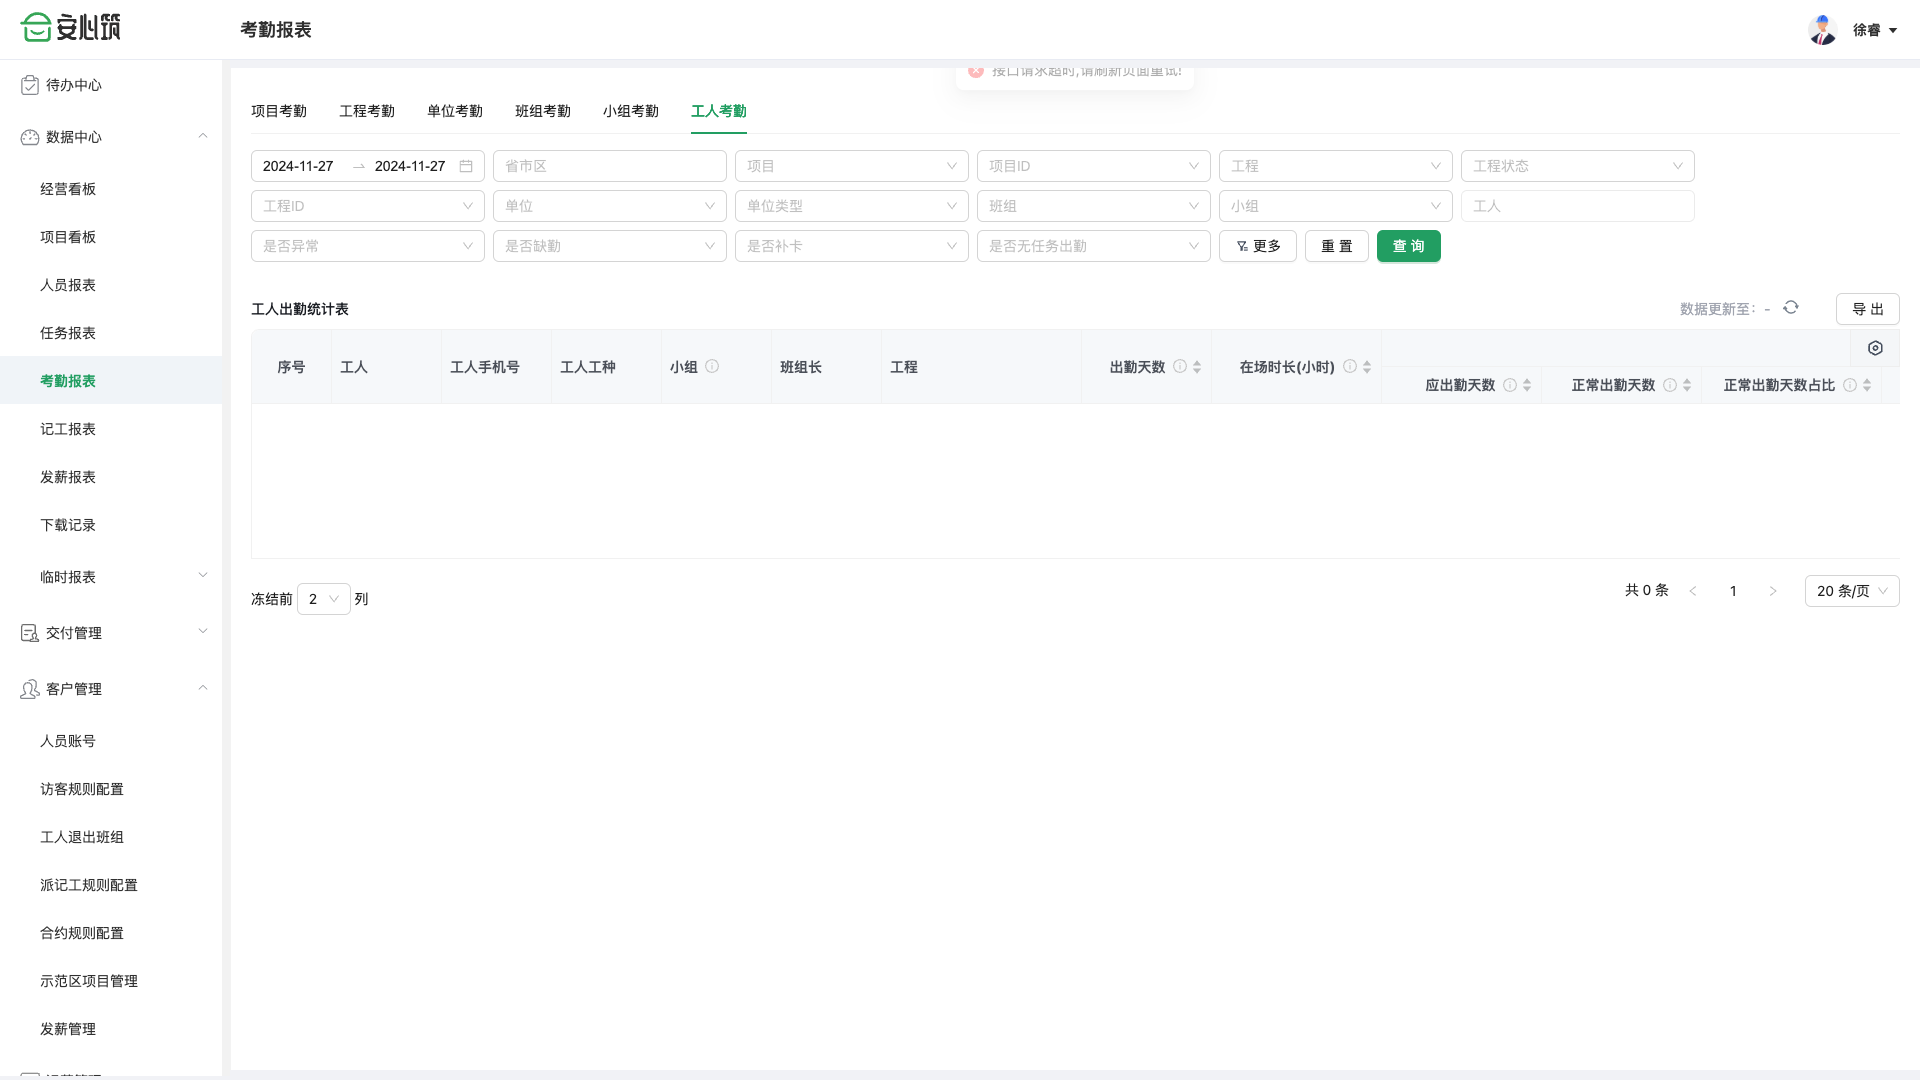 安心筑
考勤报表
徐睿
接口请求超时,请刷新页面重试!
待办中心
数据中心
经营看板
项目看板
人员报表
任务报表
考勤报表
记工报表
发薪报表
下载记录
临时报表
交付管理
客户管理
人员账号
访客规则配置
工人退出班组
派记工规则配置
合约规则配置
示范区项目管理
发薪管理
项目考勤 工程考勤 单位考勤 班组考勤 小组考勤 工人考勤
2024-11-27 → 2024-11-27 省市区 项目 项目ID 工程 工程状态
工程ID 单位 单位类型 班组 小组 工人
是否异常 是否缺勤 是否补卡 是否无任务出勤 更多 重 置 查 询
工人出勤统计表 数据更新至: - 导 出
序号 工人 工人手机号 工人工种 小组 班组长 工程 出勤天数 在场时长(小时)
应出勤天数 正常出勤天数 正常出勤天数占比
冻结前 2 列 共 0 条 < 1 > 20 条/页